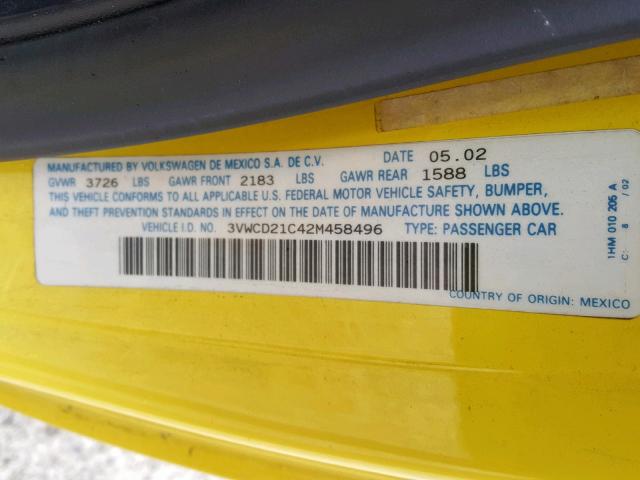 MANUFACTURED BY VOLKSWAGEN DE MEXICO S.A. DE C.V. DATE 05.02
GVWR 3726 LBS GAWR FRONT 2183 LBS GAWR REAR 1588 LBS
THIS VEHICLE CONFORMS TO ALL APPLICABLE U.S. FEDERAL MOTOR VEHICLE SAFETY, BUMPER,
AND THEFT PREVENTION STANDARDS IN EFFECT ON THE DATE OF MANUFACTURE SHOWN ABOVE.
VEHICLE I.D. NO. 3VWCD21C42M458496 TYPE: PASSENGER CAR
COUNTRY OF ORIGIN: MEXICO
1HM 010 205 A
C: 8 / 02